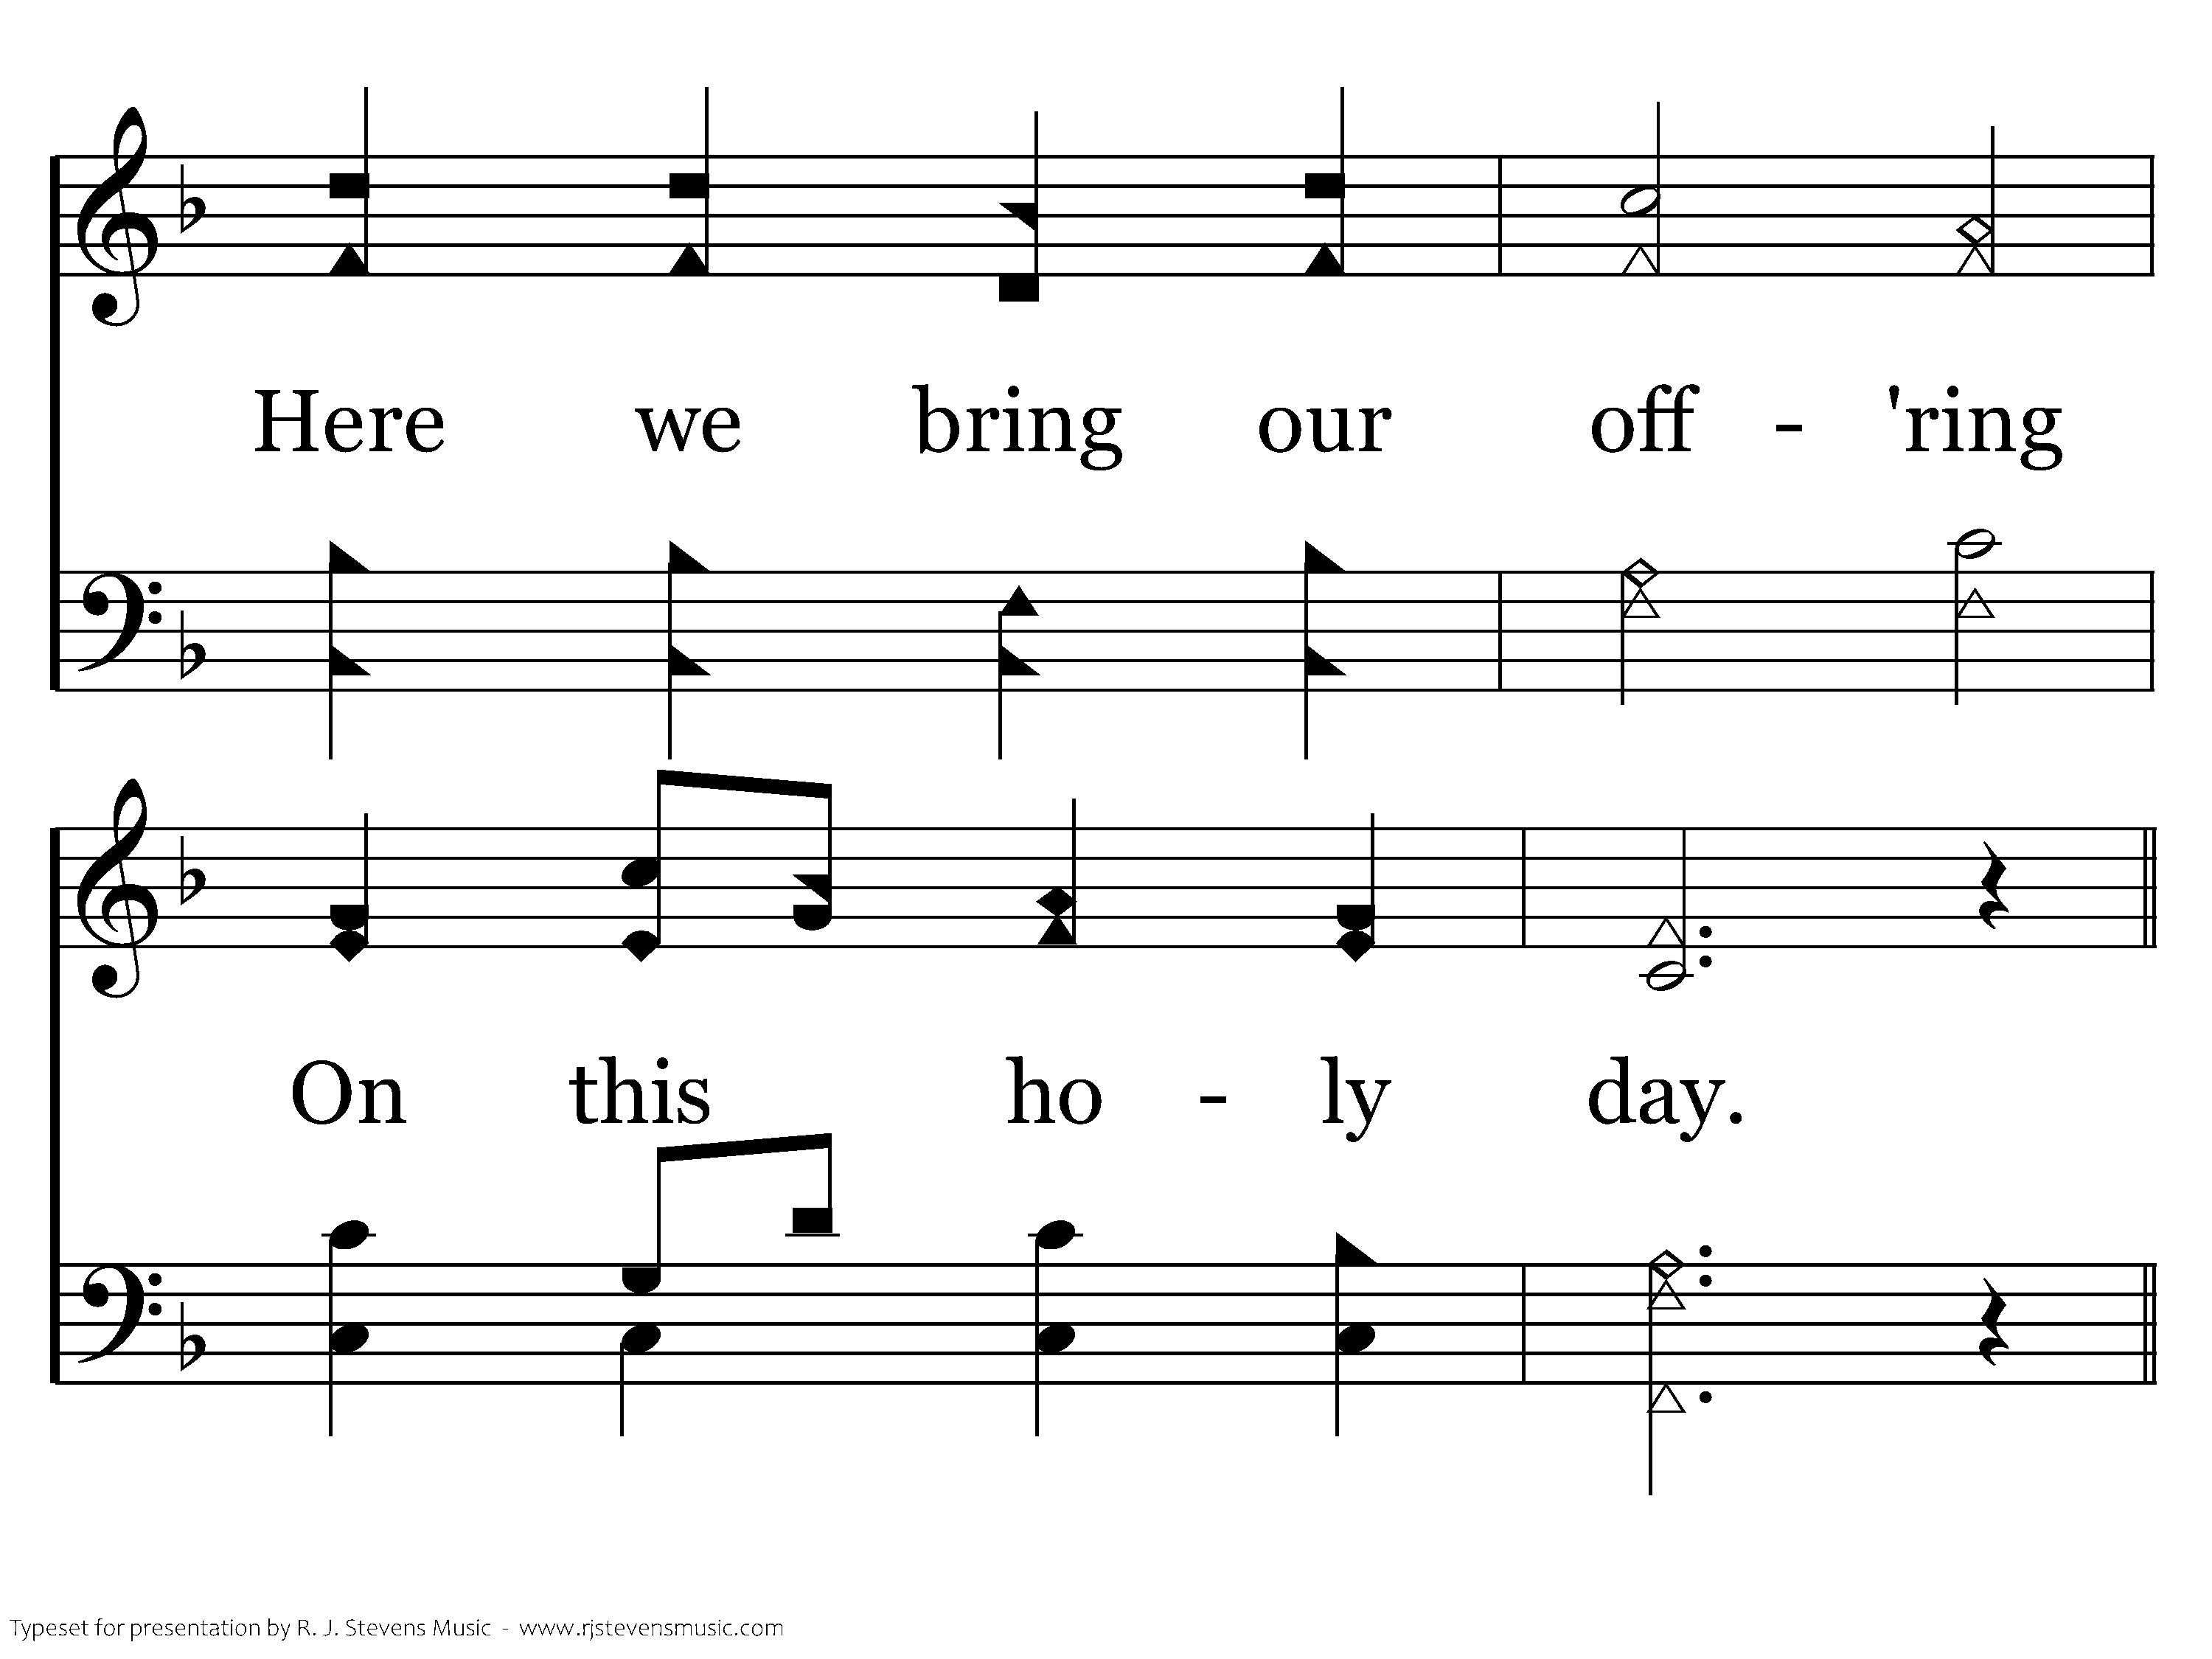 Here we bring our off - 'ring
On this ho - ly day.
Typeset for presentation by R. J. Stevens Music - www.rjstevensmusic.com